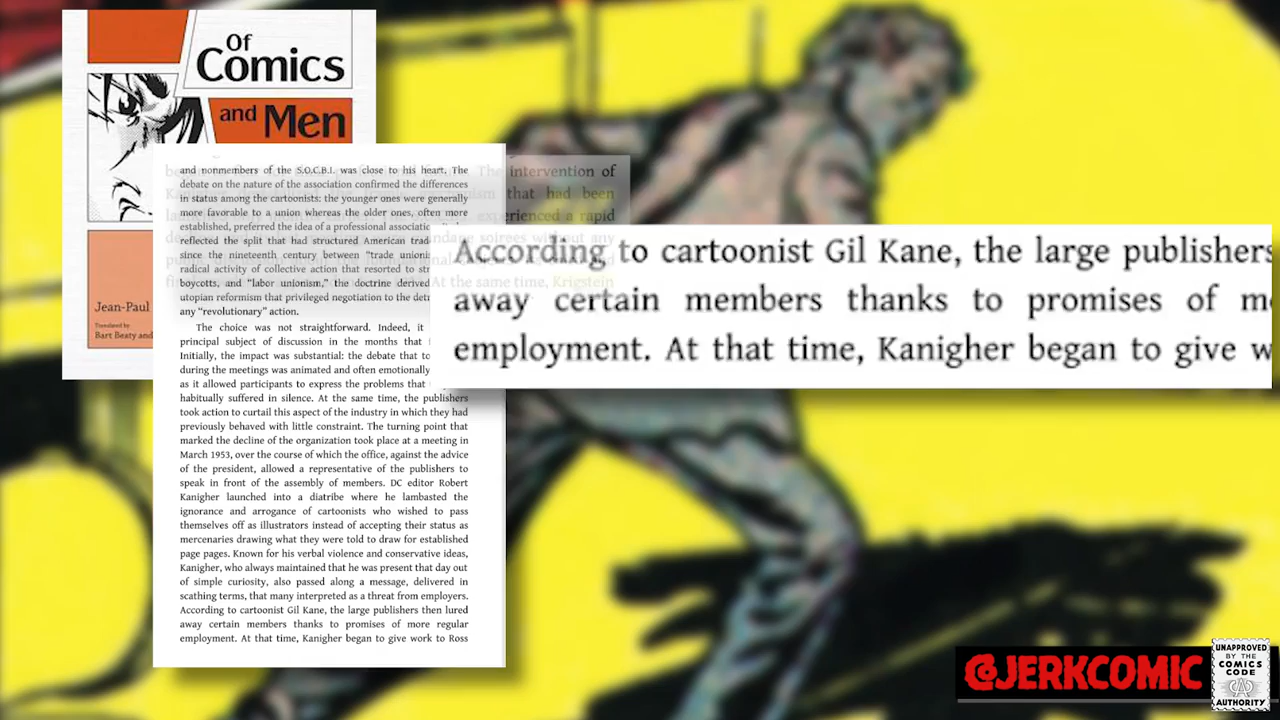 Of
Comics
and Men
Jean-Paul
Translated by
Bart Beaty and
and nonmembers of the S.O.C.B.I. was close to his heart. The
debate on the nature of the association confirmed the differences
in status among the cartoonists: the younger ones were generally
more favorable to a union whereas the older ones, often more
established, preferred the idea of a professional
reflected the split that had structured American
since the nineteenth century between “trade
radical activity of collective action that resorted to
boycotts, and “labor unionism,” the doctrine derived
utopian reformism that privileged negotiation to the
any “revolutionary” action.
The choice was not straightforward. Indeed, it
principal subject of discussion in the months that
Initially, the impact was substantial: the debate that
during the meetings was animated and often emotionally
as it allowed participants to express the problems that
habitually suffered in silence. At the same time, the publishers
took action to curtail this aspect of the industry in which they had
previously behaved with little constraint. The turning point that
marked the decline of the organization took place at a meeting in
March 1953, over the course of which the office, against the advice
of the president, allowed a representative of the publishers to
speak in front of the assembly of members. DC editor Robert
Kanigher launched into a diatribe where he lambasted the
ignorance and arrogance of cartoonists who wished to pass
themselves off as illustrators instead of accepting their status as
mercenaries drawing what they were told to draw for established
page pages. Known for his verbal violence and conservative ideas,
Kanigher, who always maintained that he was present that day out
of simple curiosity, also passed along a message, delivered in
scathing terms, that many interpreted as a threat from employers.
According to cartoonist Gil Kane, the large publishers then lured
away certain members thanks to promises of more regular
employment. At that time, Kanigher began to give work to Ross
The intervention of
that had been
experienced a rapid
soirees without any
At the same time, Krigstein
According to cartoonist Gil Kane, the large publishers
away certain members thanks to promises of
employment. At that time, Kanigher began to give
@JERKCOMIC
UNAPPROVED
BY THE
COMICS
CODE
CA
AUTHORITY